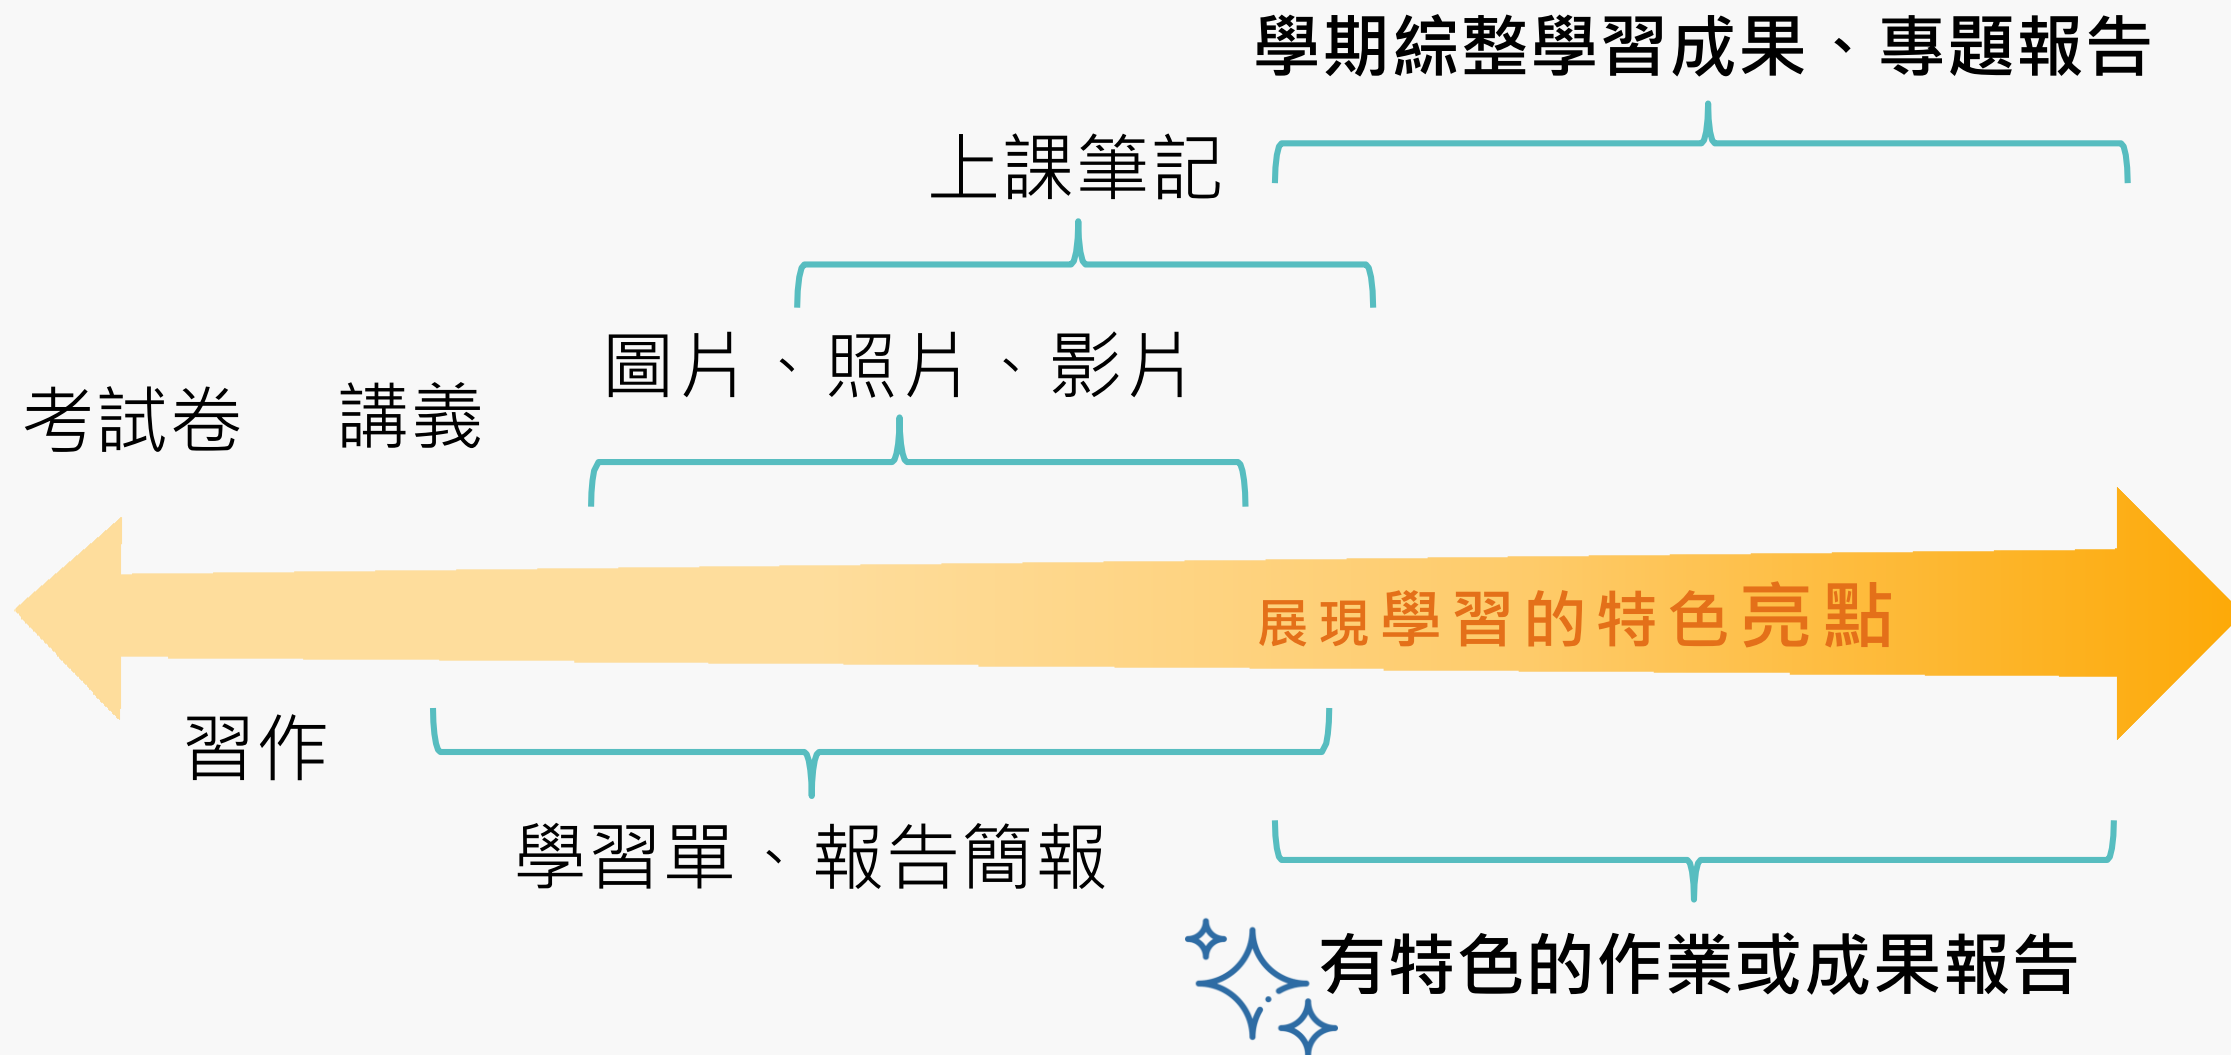 學期綜整學習成果、專題報告
上課筆記
圖片、照片、影片
考試卷
講義
展現學習的特色亮點
習作
學習單、報告簡報
有特色的作業或成果報告